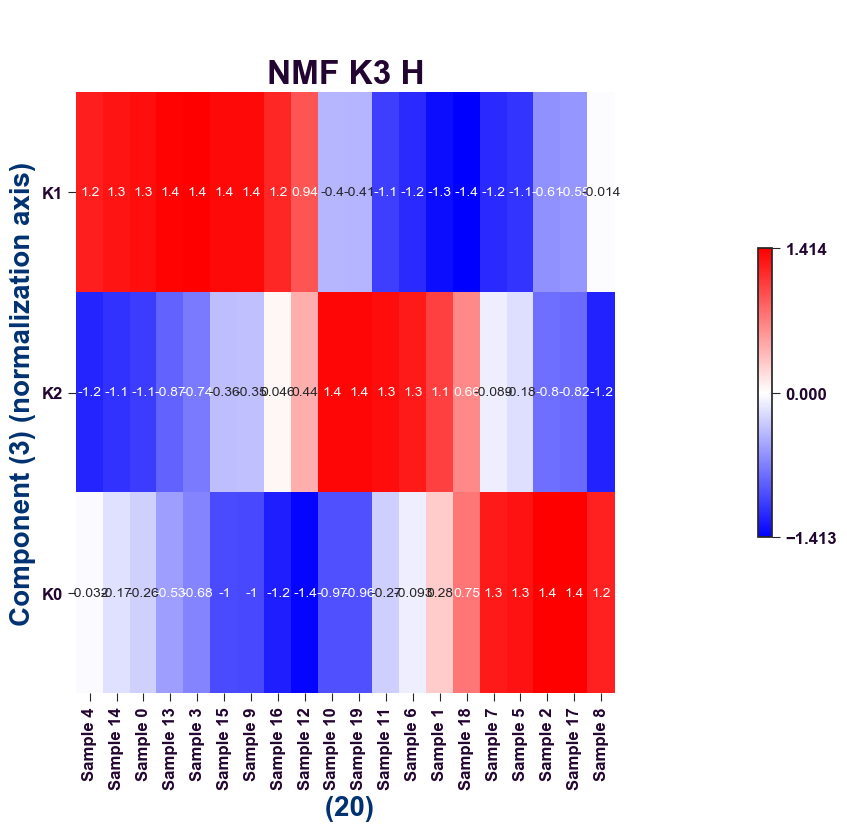 NMF K3 H
Component (3) (normalization axis)
K1
1.2 1.3 1.3 1.4 1.4 1.4 1.4 1.2 0.94 -0.4 -0.41 -1.1 -1.2 -1.3 -1.4 -1.2 -1.1 -0.61 -0.014
K2
-1.2 -1.1 -1.1 -0.87 -0.74 -0.36 -0.35 0.046 0.44 1.4 1.4 1.3 1.3 1.1 0.66 -0.089 -0.18 -0.8 -0.82 -1.2
K0
-0.032 -0.17 -0.26 -0.53 -0.68 -1 -1 -1.2 -1.4 -0.97 -0.96 -0.27 -0.093 0.28 0.75 1.3 1.3 1.4 1.4 1.2
Sample 4
Sample 14
Sample 0
Sample 13
Sample 3
Sample 15
Sample 9
Sample 16
Sample 12
Sample 10
Sample 19
Sample 11
Sample 6
Sample 1
Sample 18
Sample 7
Sample 5
Sample 2
Sample 17
Sample 8
(20)
1.414
0.000
−1.413